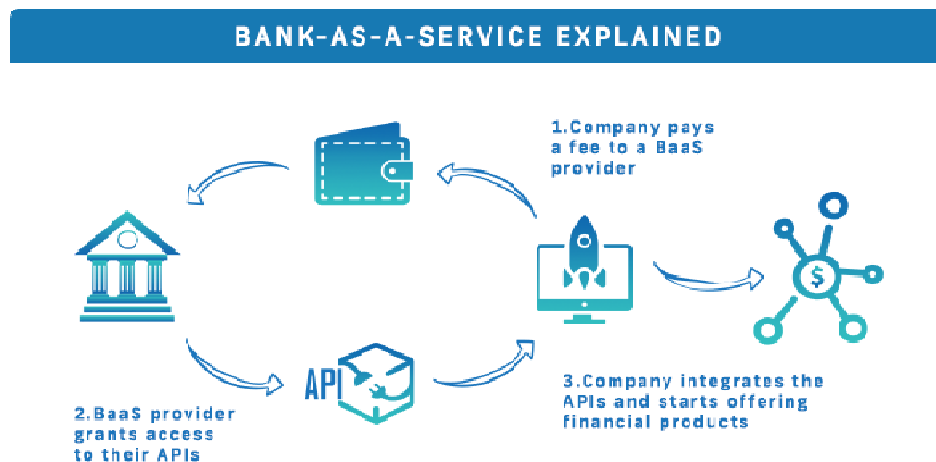 BANK-AS-A-SERVICE EXPLAINED
1.Company pays
a fee to a BaaS
provider
$
API
2.BaaS provider
grants access
to their APIs
3.Company integrates the
APIs and starts offering
financial products